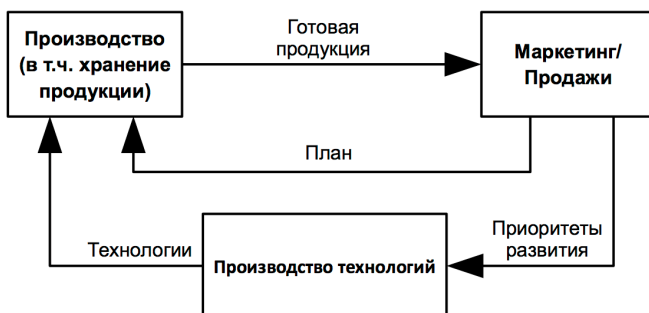 Производство
(в т.ч. хранение
продукции)
Готовая
продукция
Маркетинг/
Продажи
План
Технологии
Производство технологий
Приоритеты
развития